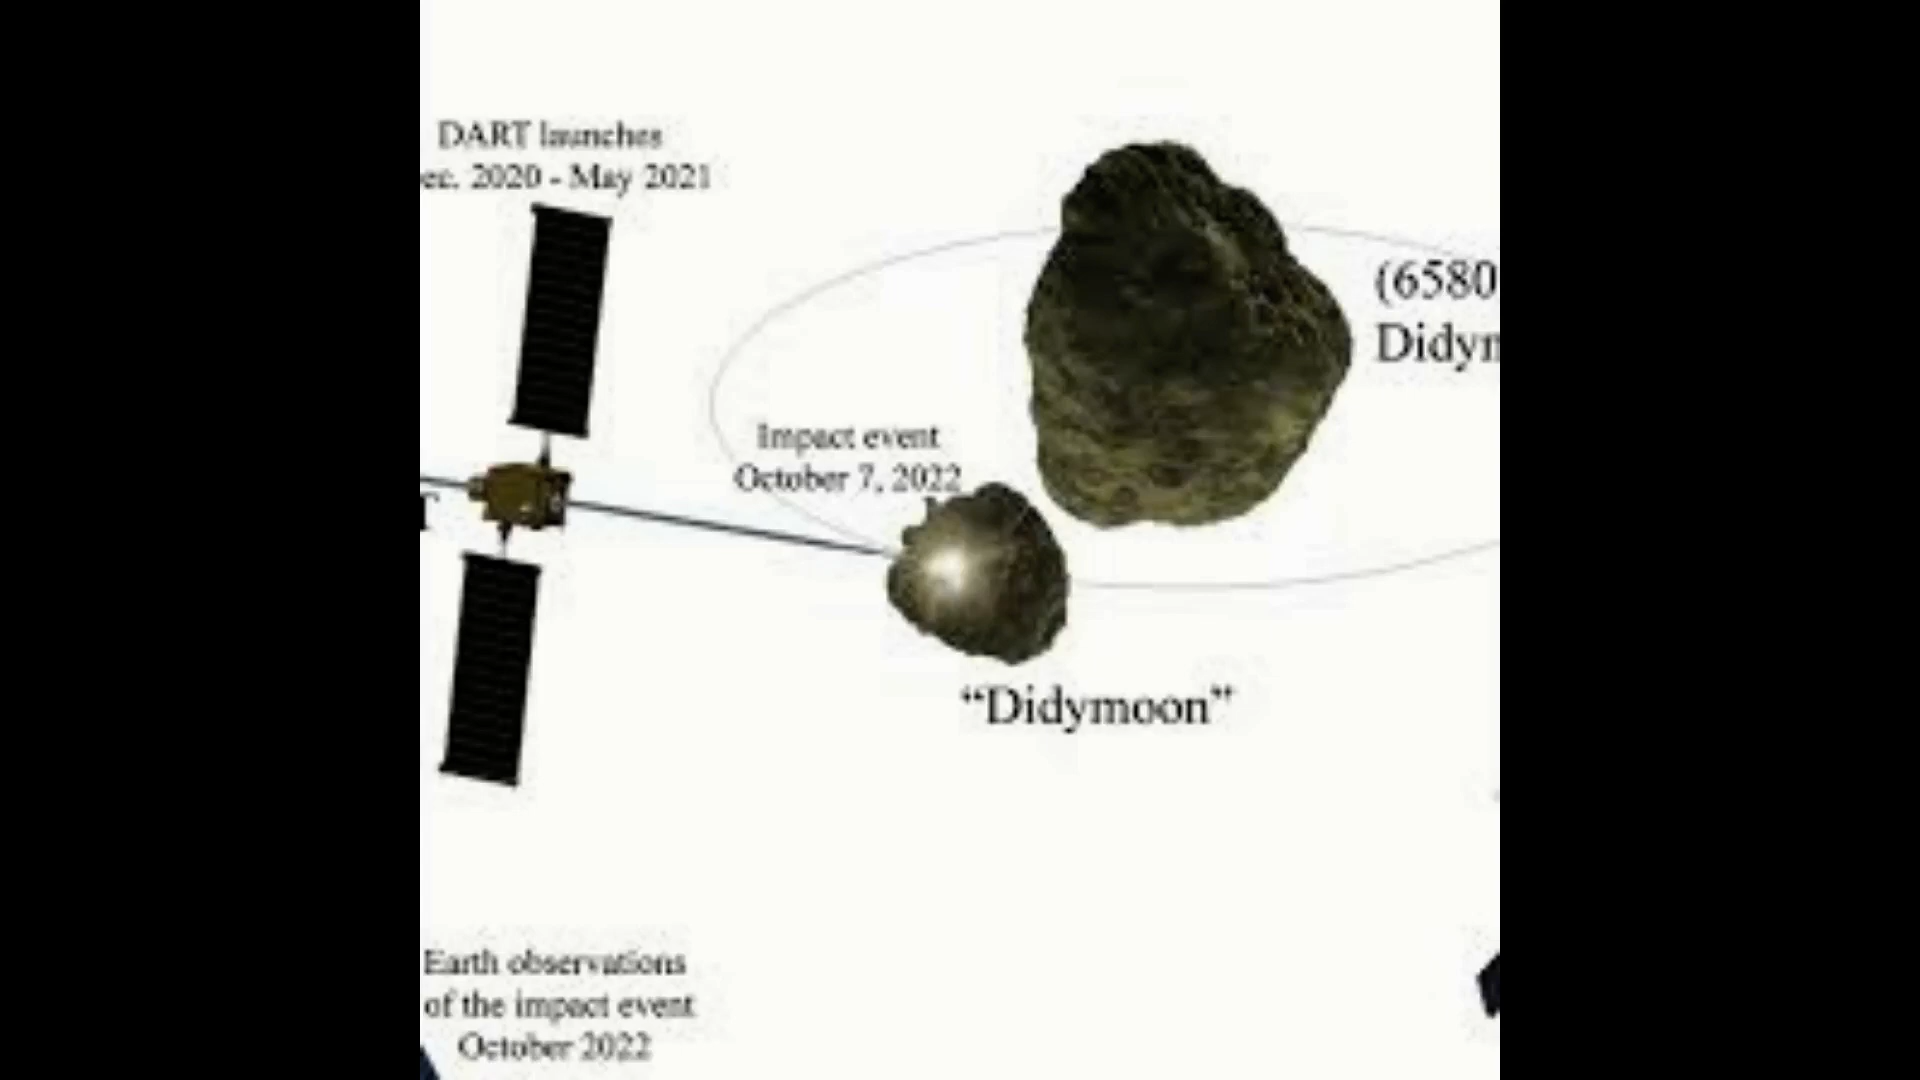 DART launches
ec. 2020 - May 2021
(6580
Didym
Impact event
October 7, 2022
T
"Didymoon"
Earth observations
of the impact event
October 2022